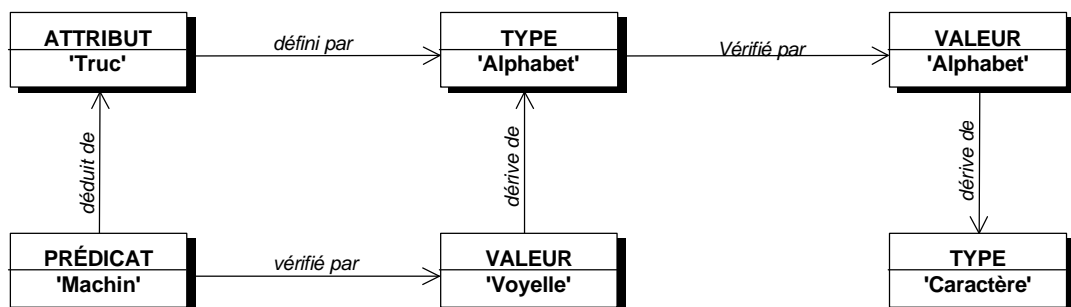 ATTRIBUT
'Truc'
défini par
TYPE
'Alphabet'
Vérifié par
VALEUR
'Alphabet'
déduit de
dérive de
dérive de
PRÉDICAT
'Machin'
vérifié par
VALEUR
'Voyelle'
TYPE
'Caractère'